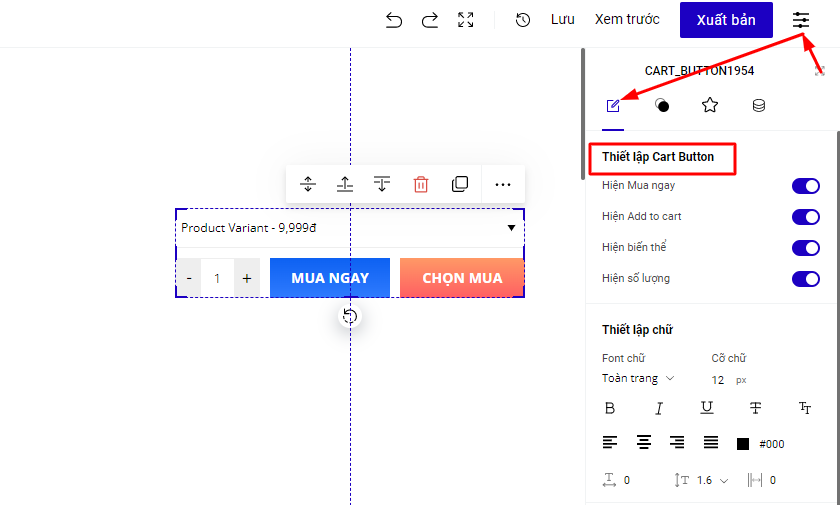 Lưu Xem trước Xuất bản
CART_BUTTON1954
Thiết lập Cart Button
Hiện Mua ngay
Hiện Add to cart
Hiện biến thể
Hiện số lượng
Product Variant - 9,999đ
- 1 + MUA NGAY CHỌN MUA
Thiết lập chữ
Font chữ Cỡ chữ
Toàn trang 12 px
B I U T TT
#000
T 0 T 1.6 0